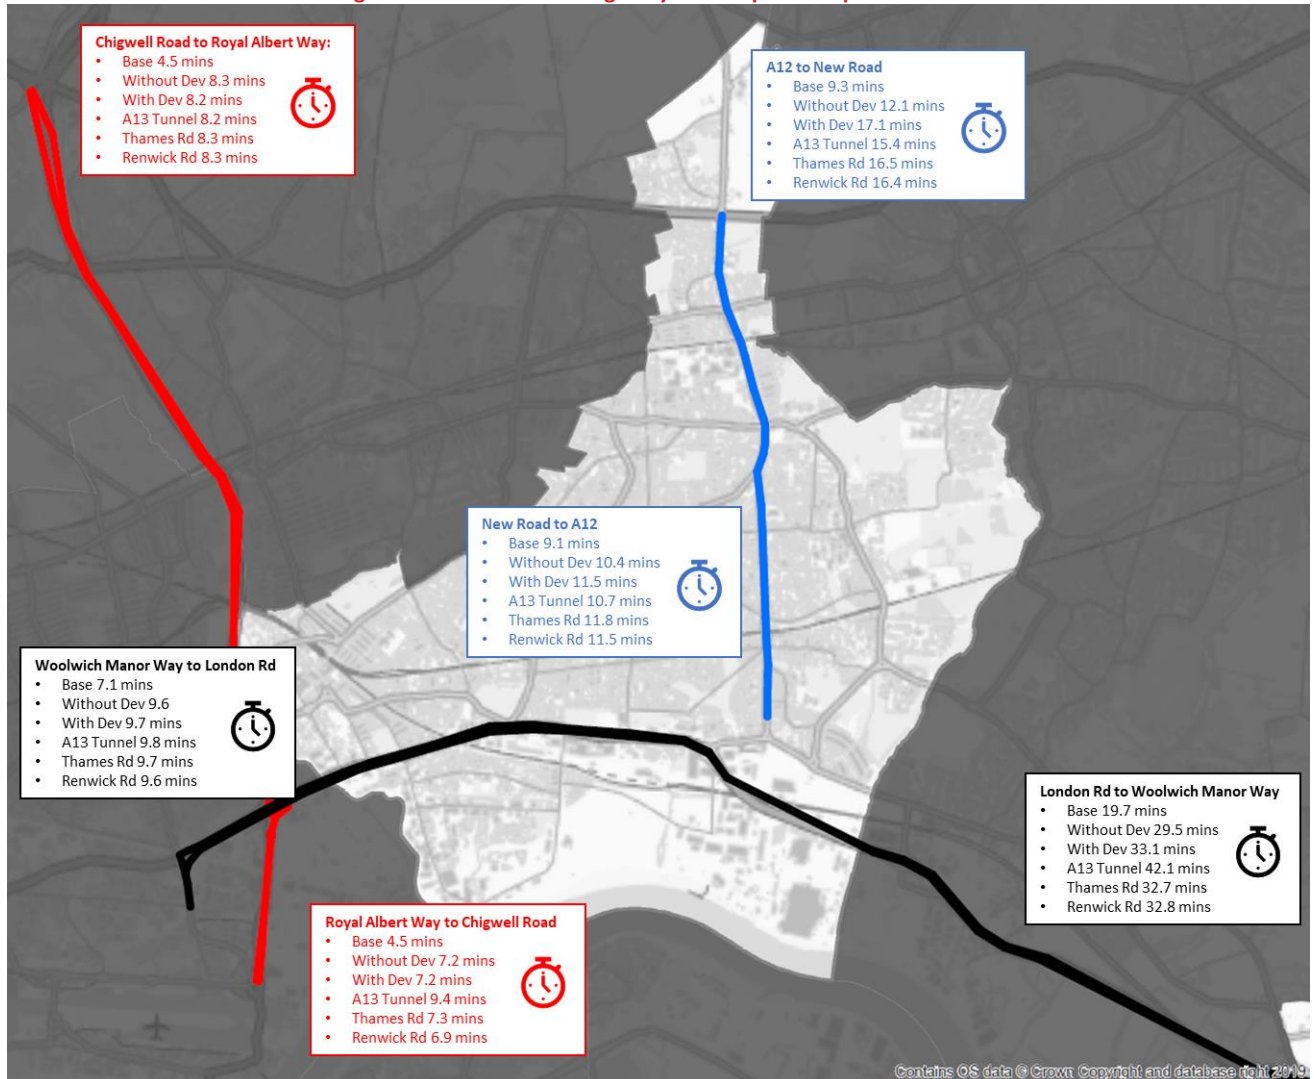 Chigwell Road to Royal Albert Way:
• Base 4.5 mins
• Without Dev 8.3 mins
• With Dev 8.2 mins
• A13 Tunnel 8.2 mins
• Thames Rd 8.3 mins
• Renwick Rd 8.3 mins
A12 to New Road
• Base 9.3 mins
• Without Dev 12.1 mins
• With Dev 17.1 mins
• A13 Tunnel 15.4 mins
• Thames Rd 16.5 mins
• Renwick Rd 16.4 mins
New Road to A12
• Base 9.1 mins
• Without Dev 10.4 mins
• With Dev 11.5 mins
• A13 Tunnel 10.7 mins
• Thames Rd 11.8 mins
• Renwick Rd 11.5 mins
Woolwich Manor Way to London Rd
• Base 7.1 mins
• Without Dev 9.6
• With Dev 9.7 mins
• A13 Tunnel 9.8 mins
• Thames Rd 9.7 mins
• Renwick Rd 9.6 mins
London Rd to Woolwich Manor Way
• Base 19.7 mins
• Without Dev 29.5 mins
• With Dev 33.1 mins
• A13 Tunnel 42.1 mins
• Thames Rd 32.7 mins
• Renwick Rd 32.8 mins
Royal Albert Way to Chigwell Road
• Base 4.5 mins
• Without Dev 7.2 mins
• With Dev 7.2 mins
• A13 Tunnel 9.4 mins
• Thames Rd 7.3 mins
• Renwick Rd 6.9 mins
Contains OS data © Crown Copyright and database right 2019